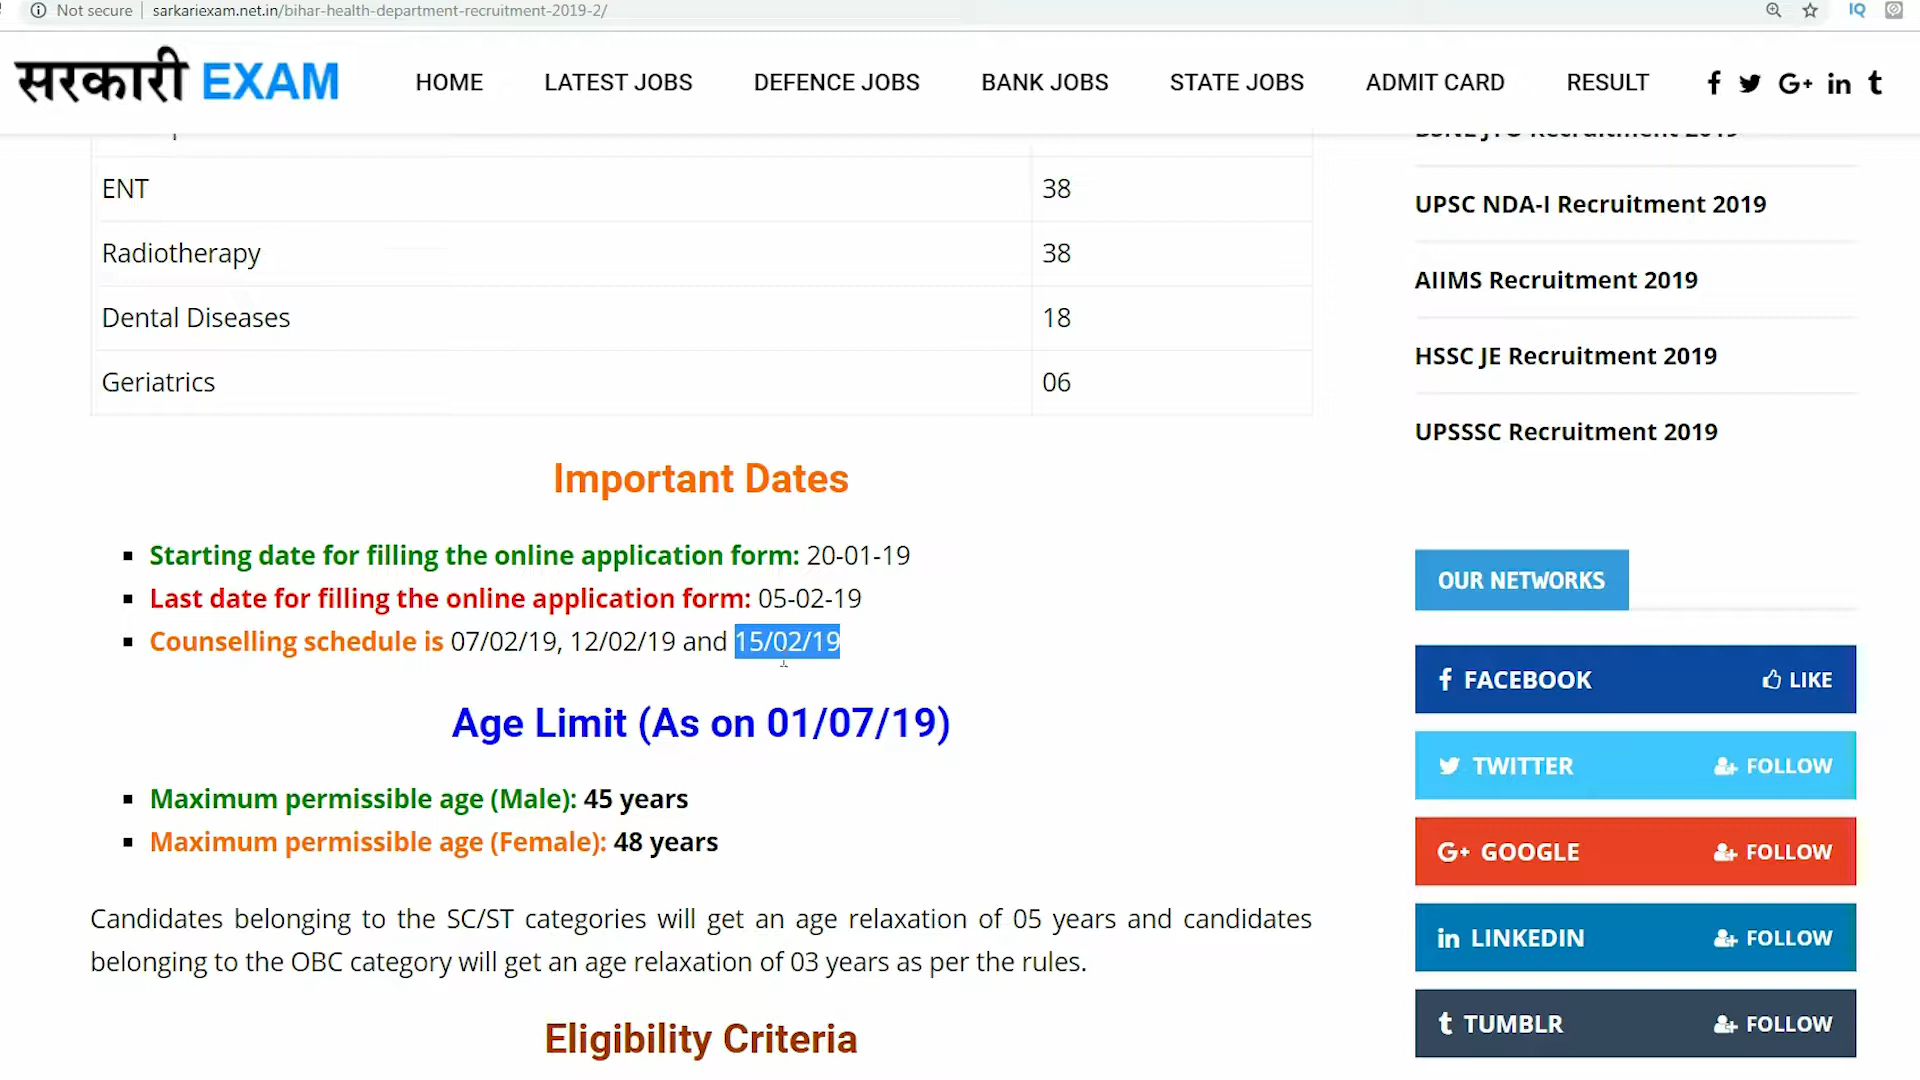 Not secure sarkariexam.net.in/bihar-health-department-recruitment-2019-2/
IQ
सरकारी EXAM
HOME LATEST JOBS DEFENCE JOBS BANK JOBS STATE JOBS ADMIT CARD RESULT
ENT 38
Radiotherapy 38
Dental Diseases 18
Geriatrics 06
Important Dates
Starting date for filling the online application form: 20-01-19
Last date for filling the online application form: 05-02-19
Counselling schedule is 07/02/19, 12/02/19 and 15/02/19
Age Limit (As on 01/07/19)
Maximum permissible age (Male): 45 years
Maximum permissible age (Female): 48 years
Candidates belonging to the SC/ST categories will get an age relaxation of 05 years and candidates
belonging to the OBC category will get an age relaxation of 03 years as per the rules.
Eligibility Criteria
UPSC NDA-I Recruitment 2019
AIIMS Recruitment 2019
HSSC JE Recruitment 2019
UPSSSC Recruitment 2019
OUR NETWORKS
FACEBOOK LIKE
TWITTER FOLLOW
G+ GOOGLE FOLLOW
in LINKEDIN FOLLOW
t TUMBLR FOLLOW